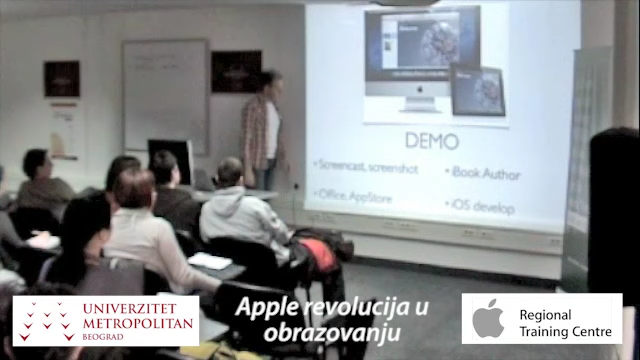 DEMO
• Screencast, screenshot
• iBook Author
• Office, AppStore
• iOS develop
UNIVERZITET
METROPOLITAN
BEOGRAD
Apple revolucija u
obrazovanju
Regional
Training Centre